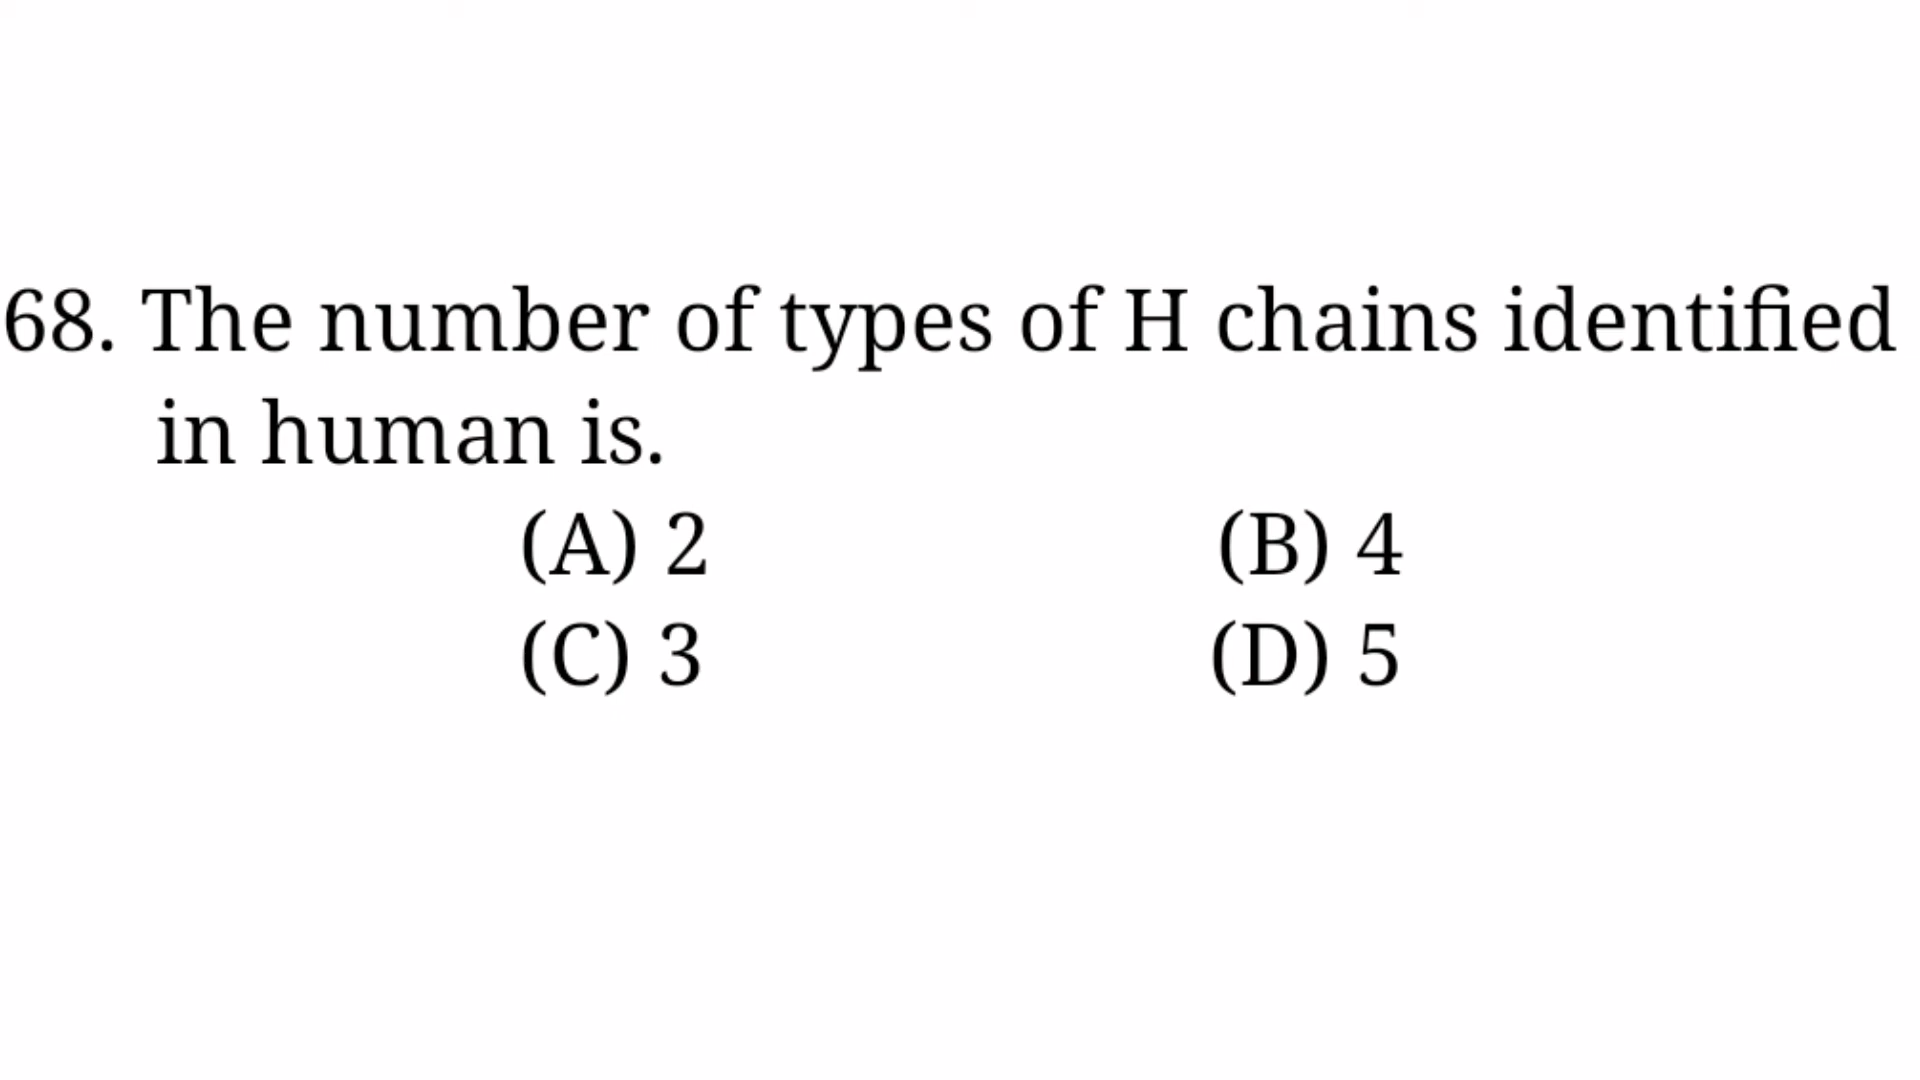 68. The number of types of H chains identified
in human is.
(A) 2 (B) 4
(C) 3 (D) 5